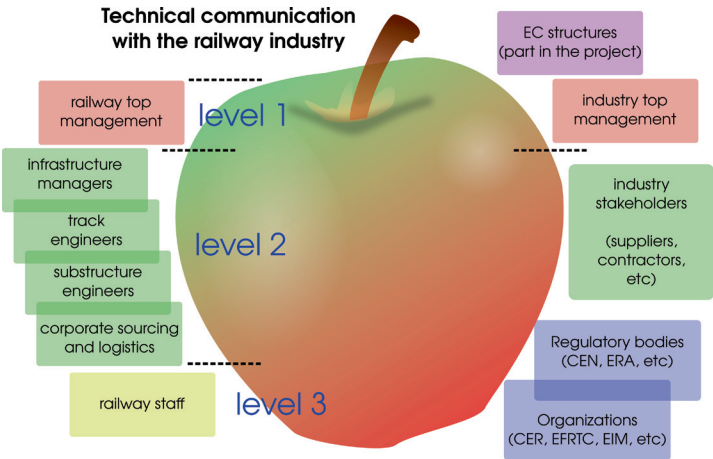 Technical communication
with the railway industry
EC structures
(part in the project)
railway top
management
level 1
industry top
management
infrastructure
managers
track
engineers
substructure
engineers
corporate sourcing
and logistics
level 2
industry
stakeholders
(suppliers,
contractors,
etc)
railway staff
level 3
Regulatory bodies
(CEN, ERA, etc)
Organizations
(CER, EFRTC, EIM, etc)